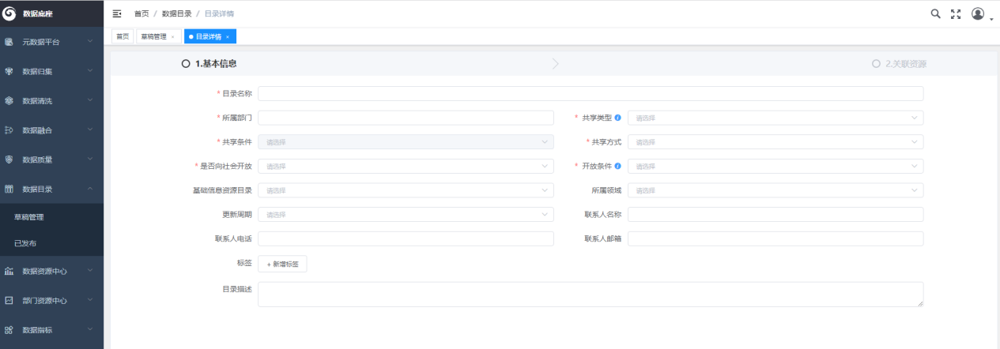 数据底座
首页 / 数据目录 / 目录详情
元数据平台
数据归集
数据清洗
数据融合
数据质量
数据目录
草稿管理
已发布
数据资源中心
部门资源中心
数据指标
首页 草稿管理 × 目录详情 ×
1.基本信息 2.关联资源
* 目录名称
* 所属部门 * 共享类型 请选择
* 共享条件 请选择 * 共享方式 请选择
* 是否向社会开放 请选择 * 开放条件 请选择
基础信息资源目录 请选择 所属领域 请选择
更新周期 请选择 联系人名称
联系人电话 联系人邮箱
标签 + 新增标签
目录描述